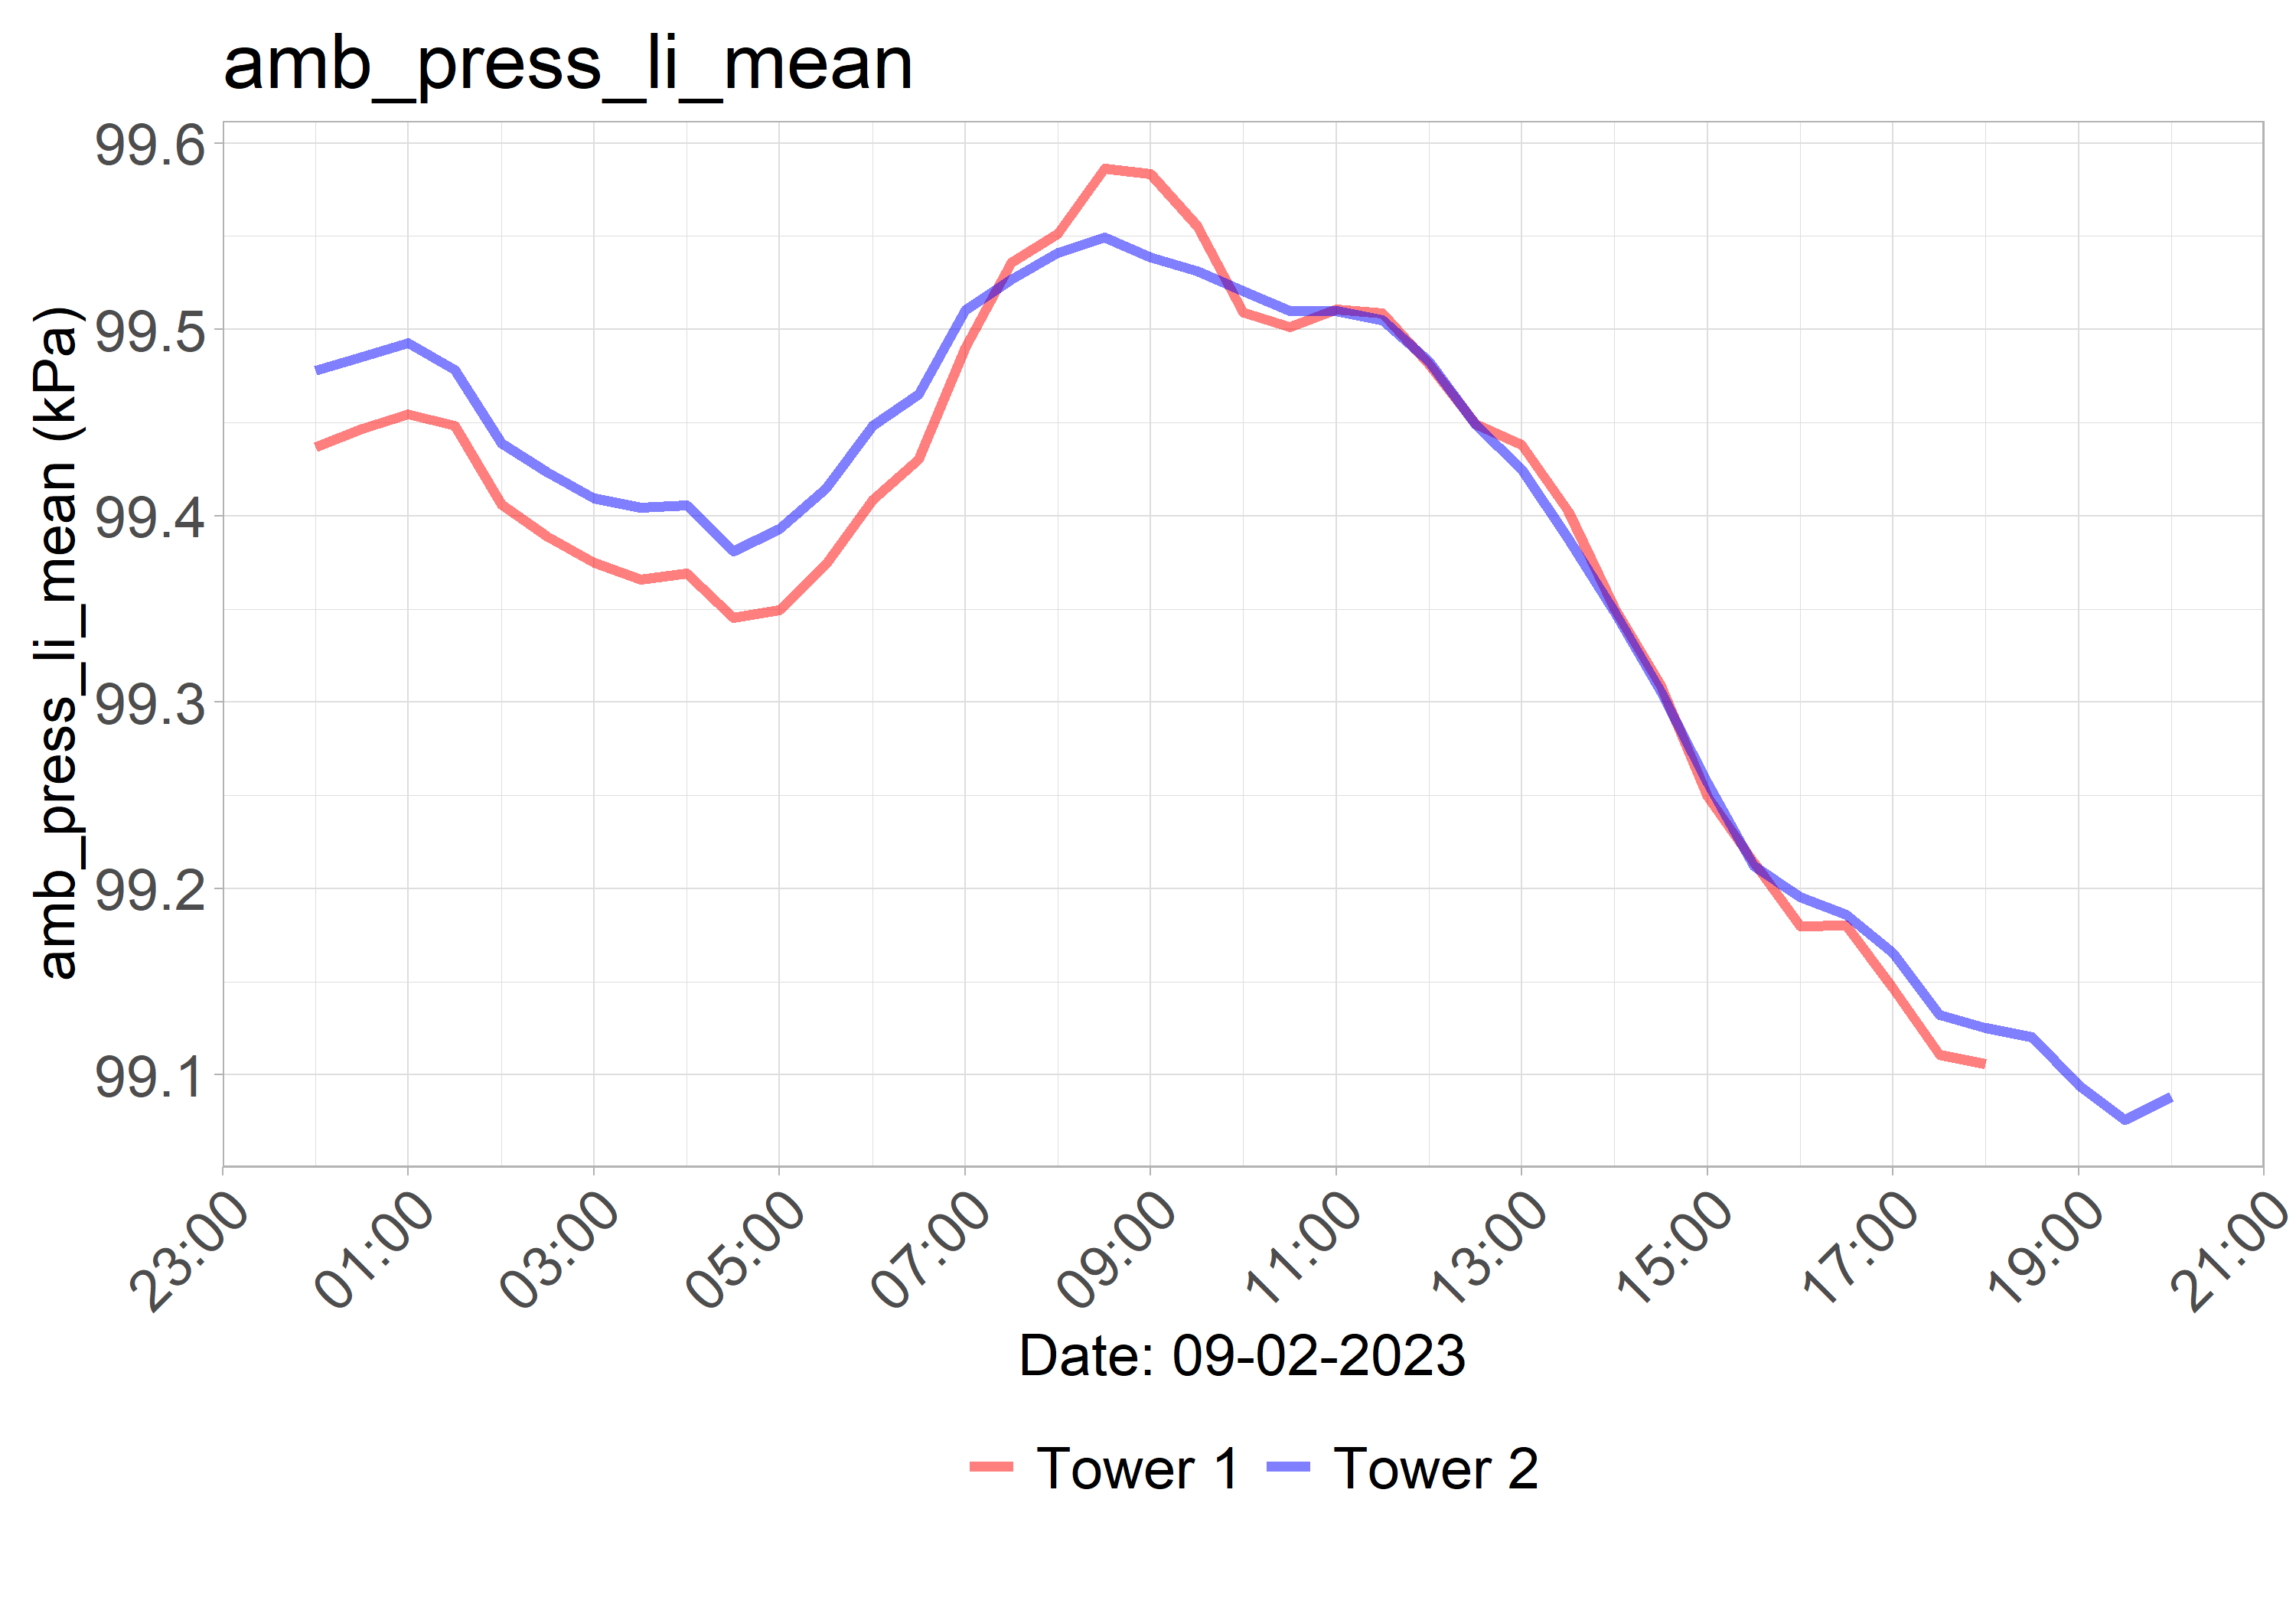 amb_press_li_mean
amb_press_li_mean (kPa)
99.6
99.5
99.4
99.3
99.2
99.1
23:00 01:00 03:00 05:00 07:00 09:00 11:00 13:00 15:00 17:00 19:00 21:00
Date: 09-02-2023
Tower 1 Tower 2